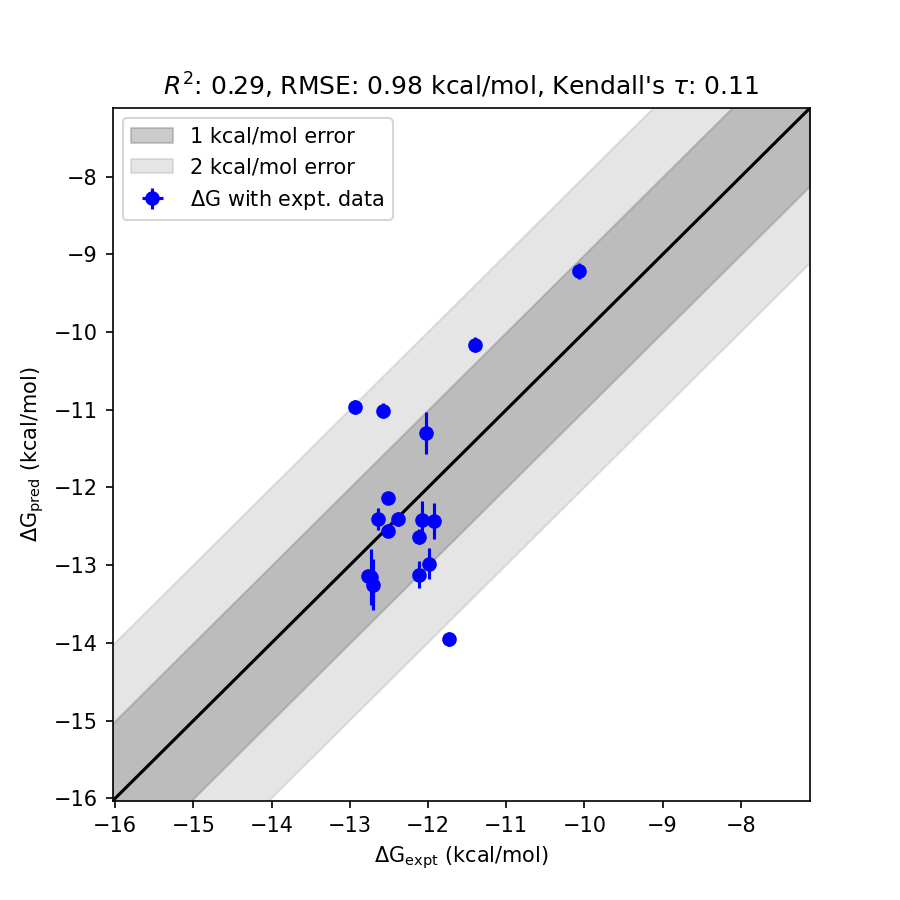 R²: 0.29, RMSE: 0.98 kcal/mol, Kendall's τ: 0.11
1 kcal/mol error
2 kcal/mol error
ΔG with expt. data
−8
−9
−10
−11
−12
−13
−14
−15
−16
ΔG_pred (kcal/mol)
−16 −15 −14 −13 −12 −11 −10 −9 −8
ΔG_expt (kcal/mol)